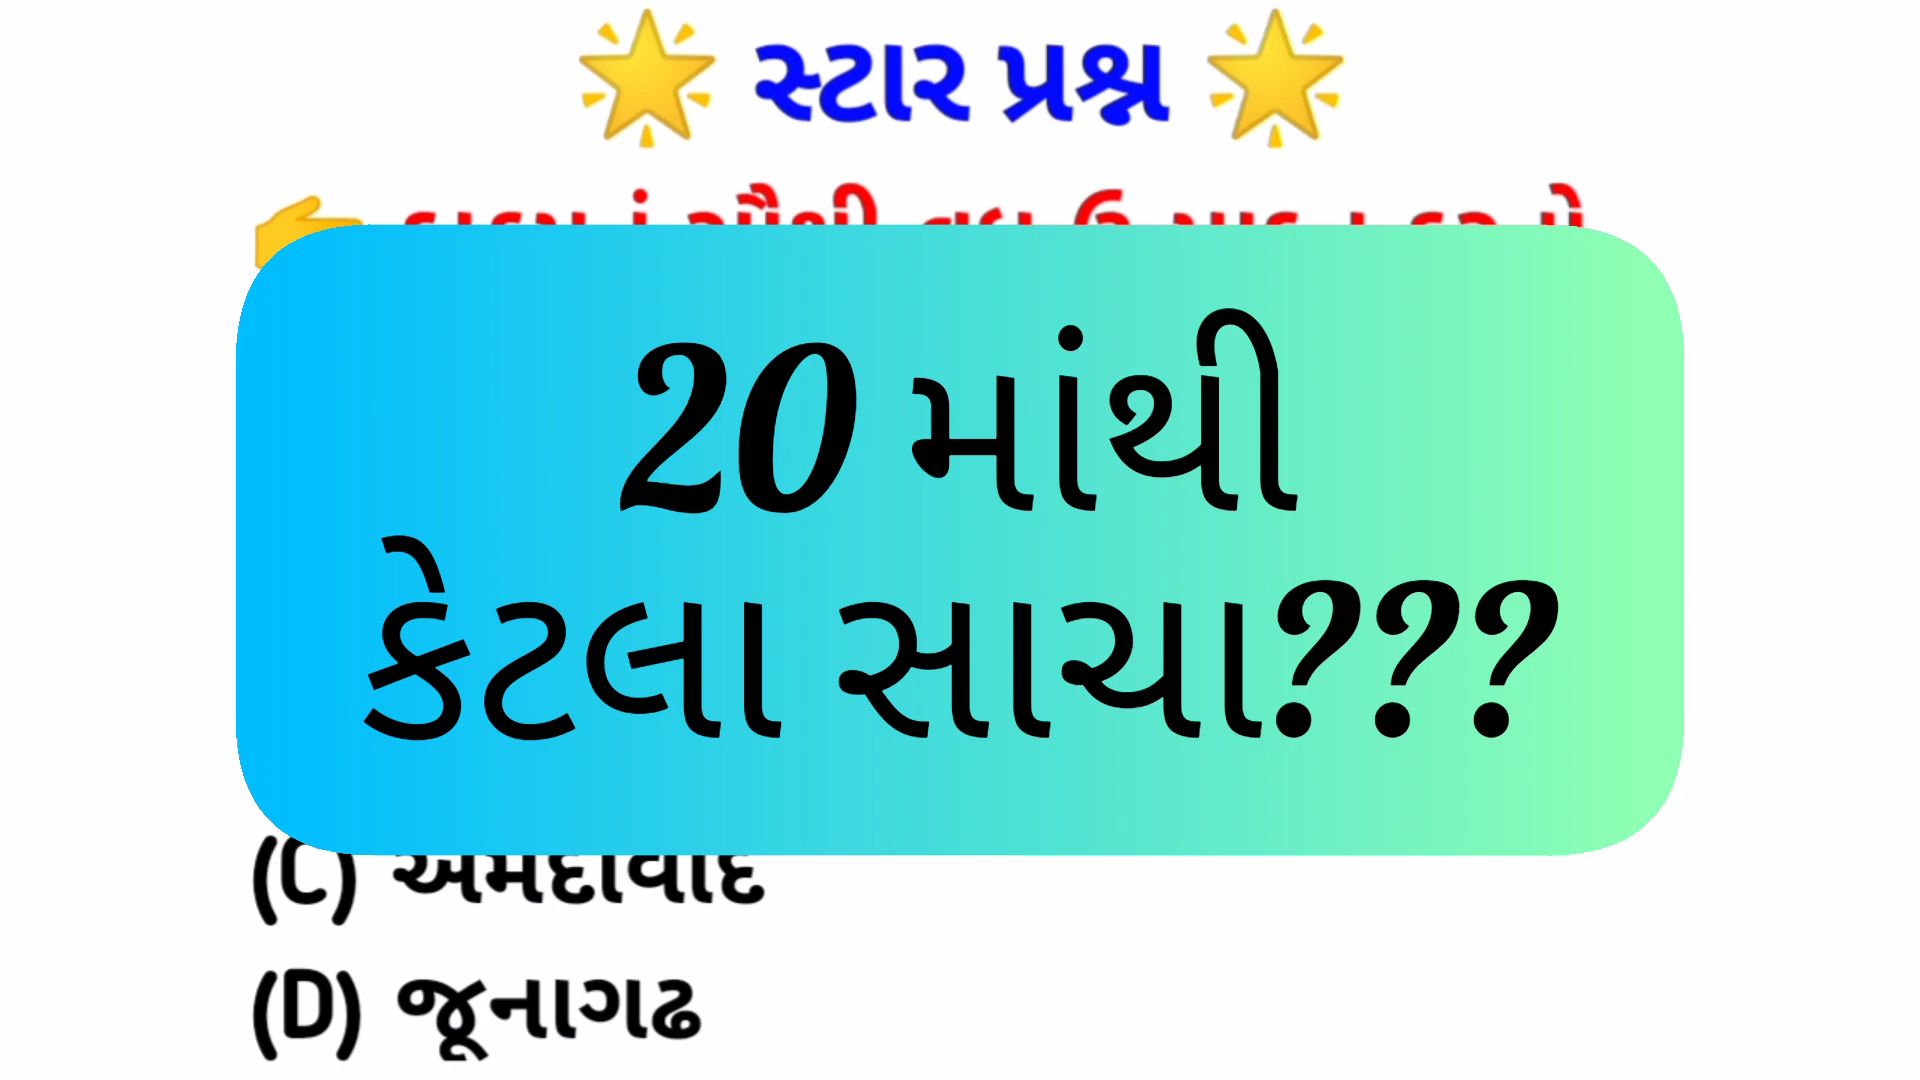 સ્ટાર પ્રશ્ન
20 માંથી
કેટલા સાચા???
(C) અમદાવાદ
(D) જૂનાગઢ